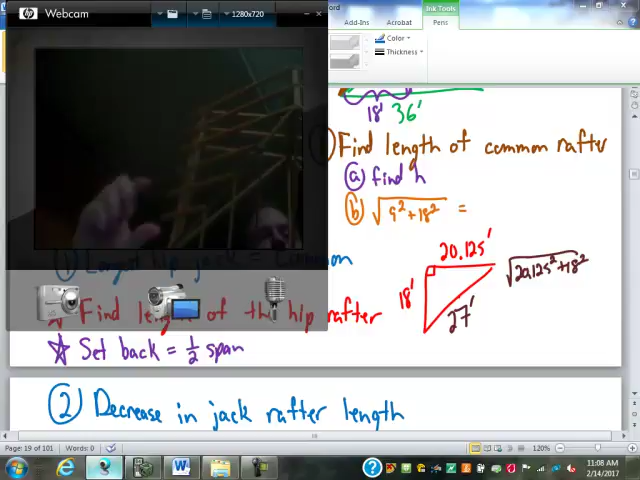 Webcam
1280x720
Word
Ink Tools
Add-Ins
Acrobat
Pens
Color
Thickness
18' 36'
Find length of common rafter
(a) find h
(b) √9²+18² =
20.125'
√20.125²+18²
18'
27'
① Longest hip jack = Common
☆ Find length of the hip rafter
☆ Set back = ½ span
② Decrease in jack rafter length
Page: 19 of 101
Words: 0
120%
11:08 AM
2/14/2017